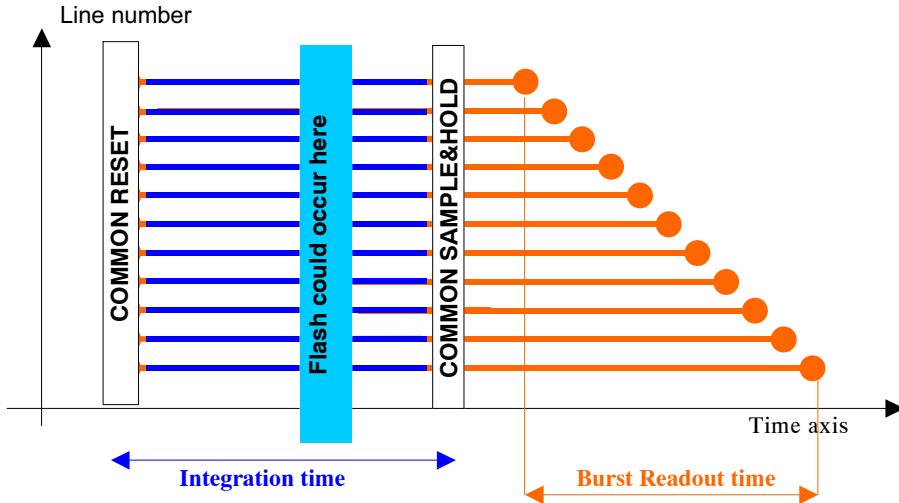 Line number
COMMON RESET
Flash could occur here
COMMON SAMPLE&HOLD
Time axis
Integration time
Burst Readout time